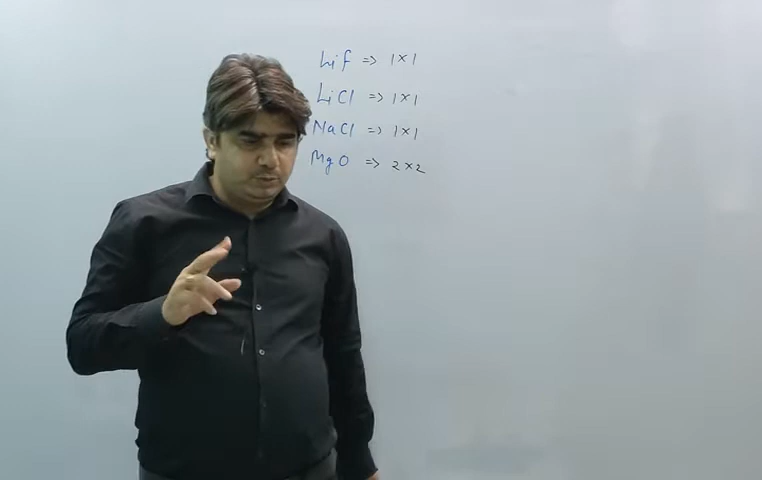 Lif => 1×1
LiCl => 1×1
NaCl => 1×1
MgO => 2×2